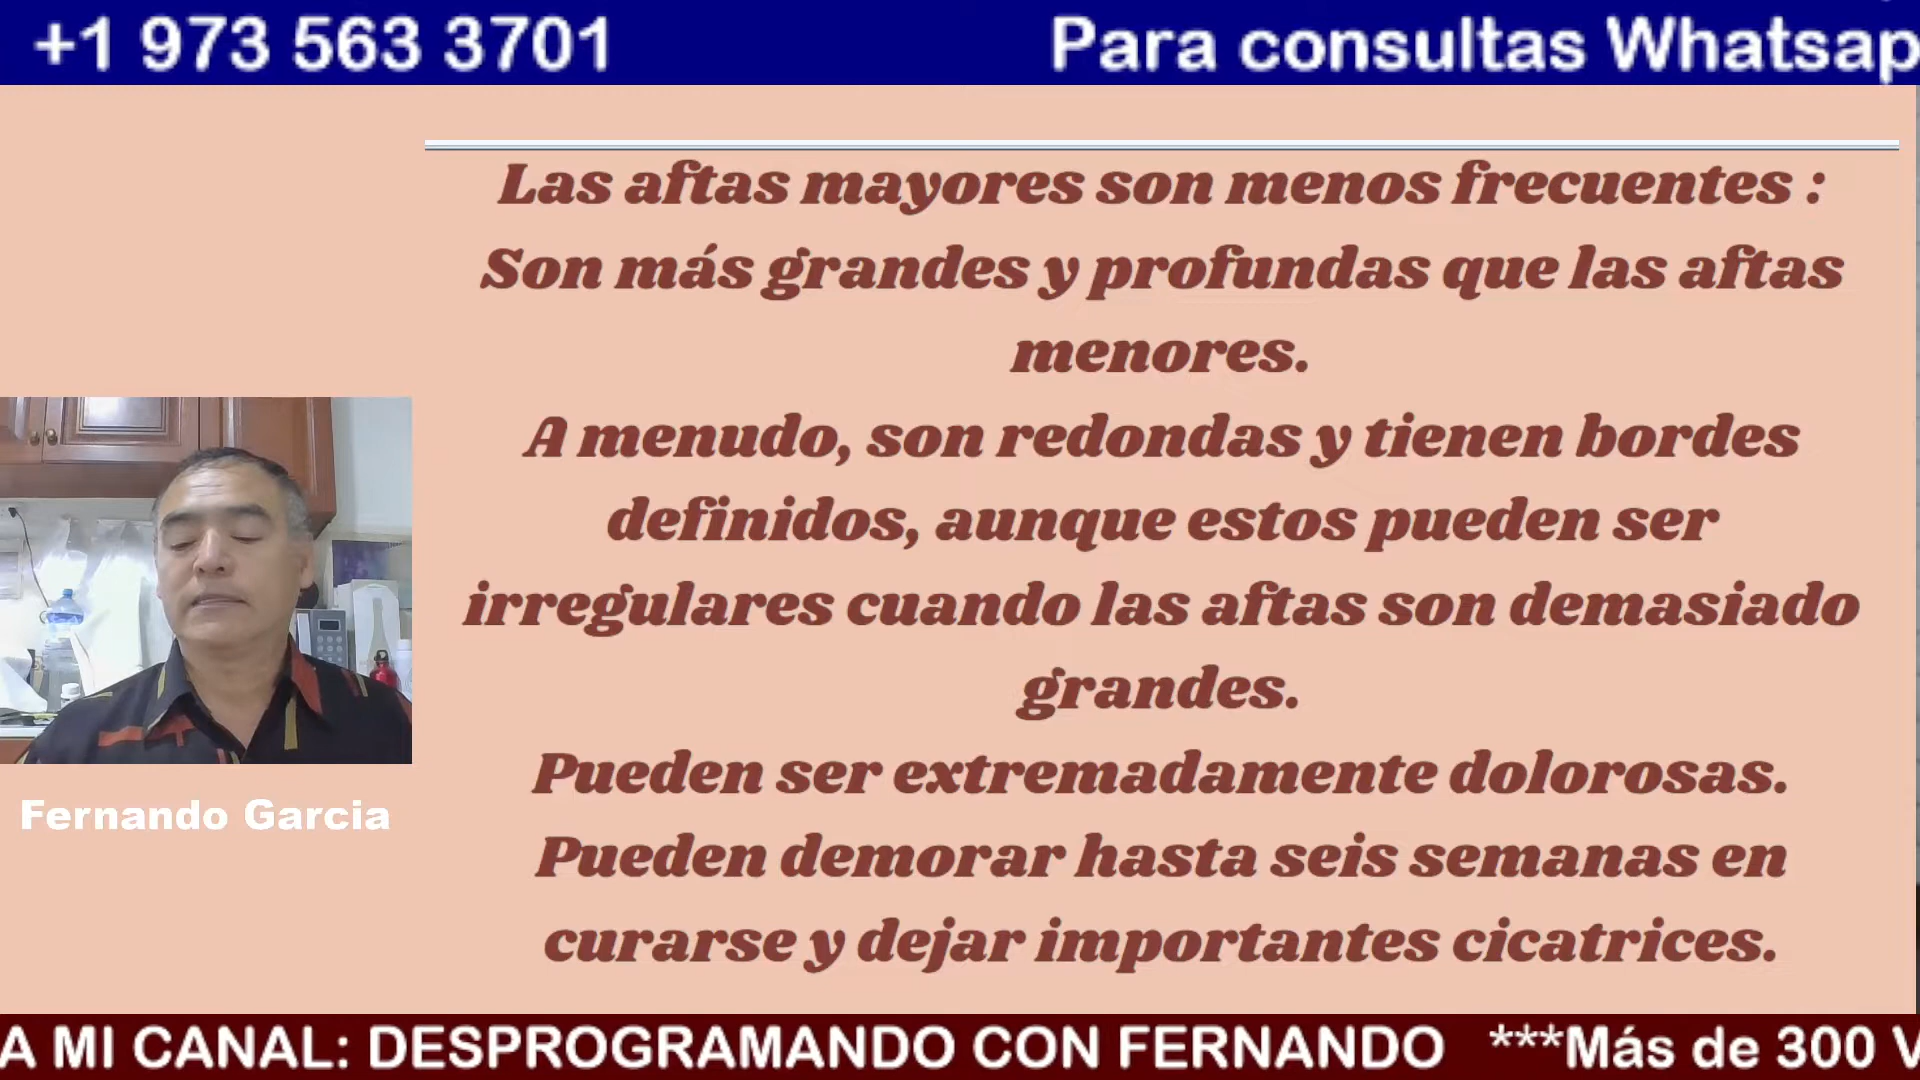 +1 973 563 3701 Para consultas Whatsap
Las aftas mayores son menos frecuentes :
Son más grandes y profundas que las aftas
menores.
A menudo, son redondas y tienen bordes
definidos, aunque estos pueden ser
irregulares cuando las aftas son demasiado
grandes.
Pueden ser extremadamente dolorosas.
Pueden demorar hasta seis semanas en
curarse y dejar importantes cicatrices.
Fernando Garcia
A MI CANAL: DESPROGRAMANDO CON FERNANDO ***Más de 300 V